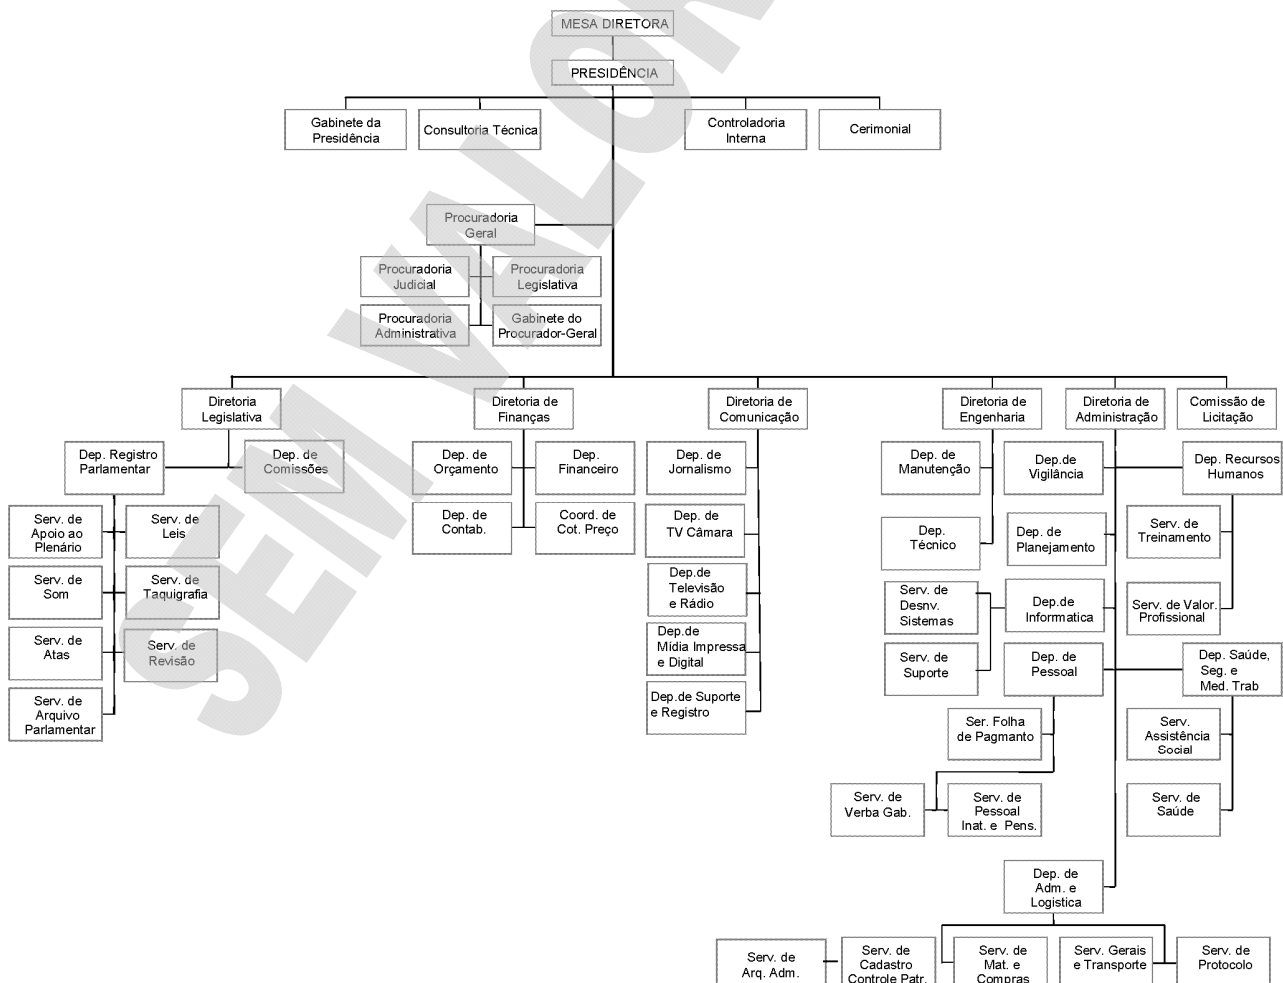 MESA DIRETORA
PRESIDÊNCIA
Gabinete da
Presidência
Consultoria Técnica
Controladoria
Interna
Cerimonial
Procuradoria
Geral
Procuradoria
Judicial
Procuradoria
Legislativa
Procuradoria
Administrativa
Gabinete do
Procurador-Geral
Diretoria
Legislativa
Diretoria de
Finanças
Diretoria de
Comunicação
Diretoria de
Engenharia
Diretoria de
Administração
Comissão de
Licitação
Dep. Registro
Parlamentar
Dep. de
Comissões
Serv. de
Apoio ao
Plenário
Serv. de
Leis
Serv. de
Som
Serv. de
Taquigrafia
Serv. de
Atas
Serv. de
Revisão
Serv. de
Arquivo
Parlamentar
Dep. de
Orçamento
Dep.
Financeiro
Dep. de
Contab.
Coord. de
Cot. Preço
Dep. de
Jornalismo
Dep. de
TV Câmara
Dep.de
Televisão
e Rádio
Dep.de
Mídia Impressa
e Digital
Dep.de Suporte
e Registro
Dep. de
Manutenção
Dep.
Técnico
Dep.de
Vigilância
Dep. Recursos
Humanos
Dep. de
Planejamento
Serv. de
Treinamento
Serv. de Valor.
Profissional
Serv. de
Desnv.
Sistemas
Dep.de
Informatica
Serv. de
Suporte
Dep. de
Pessoal
Dep. Saúde,
Seg. e
Med. Trab
Ser. Folha
de Pagmanto
Serv.
Assistência
Social
Serv. de
Verba Gab.
Serv. de
Pessoal
Inat. e Pens.
Serv. de
Saúde
Dep. de
Adm. e
Logistica
Serv. de
Arq. Adm.
Serv. de
Cadastro
Controle Patr.
Serv. de
Mat. e
Compras
Serv. Gerais
e Transporte
Serv. de
Protocolo
SEM VALOR